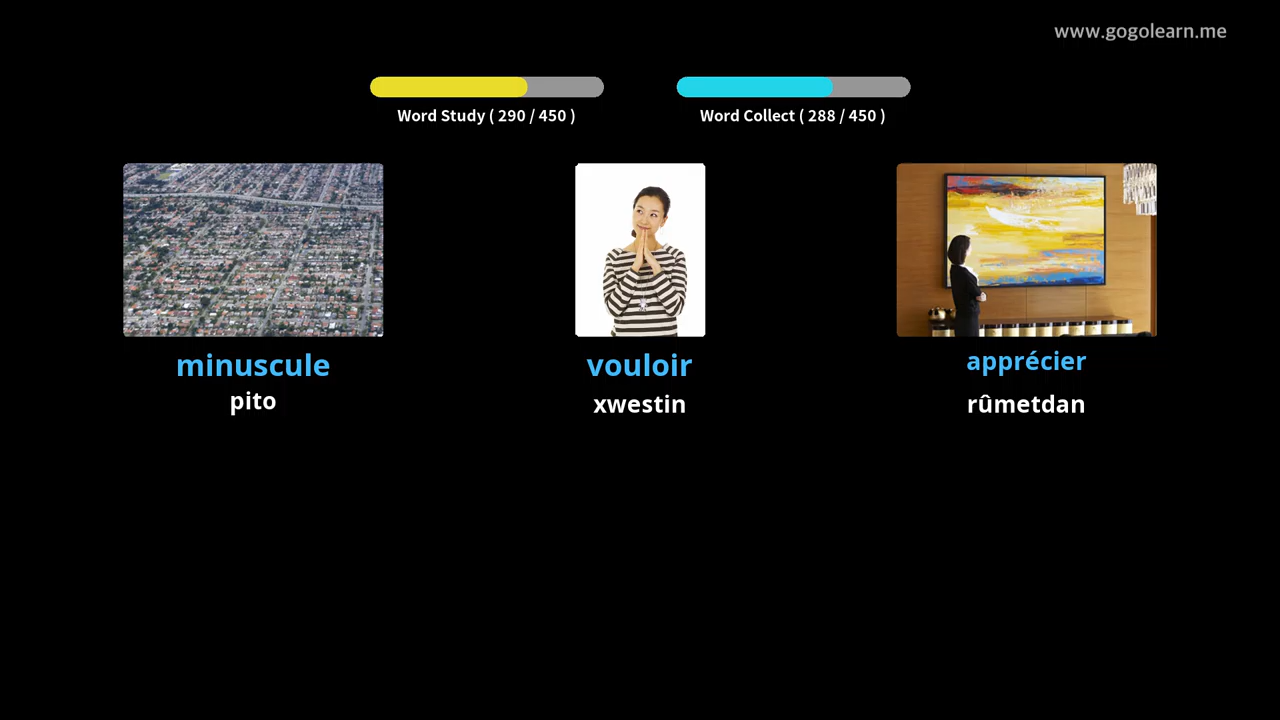 www.gogolearn.me
Word Study ( 290 / 450 )
Word Collect ( 288 / 450 )
minuscule
pito
vouloir
xwestin
apprécier
rûmetdan